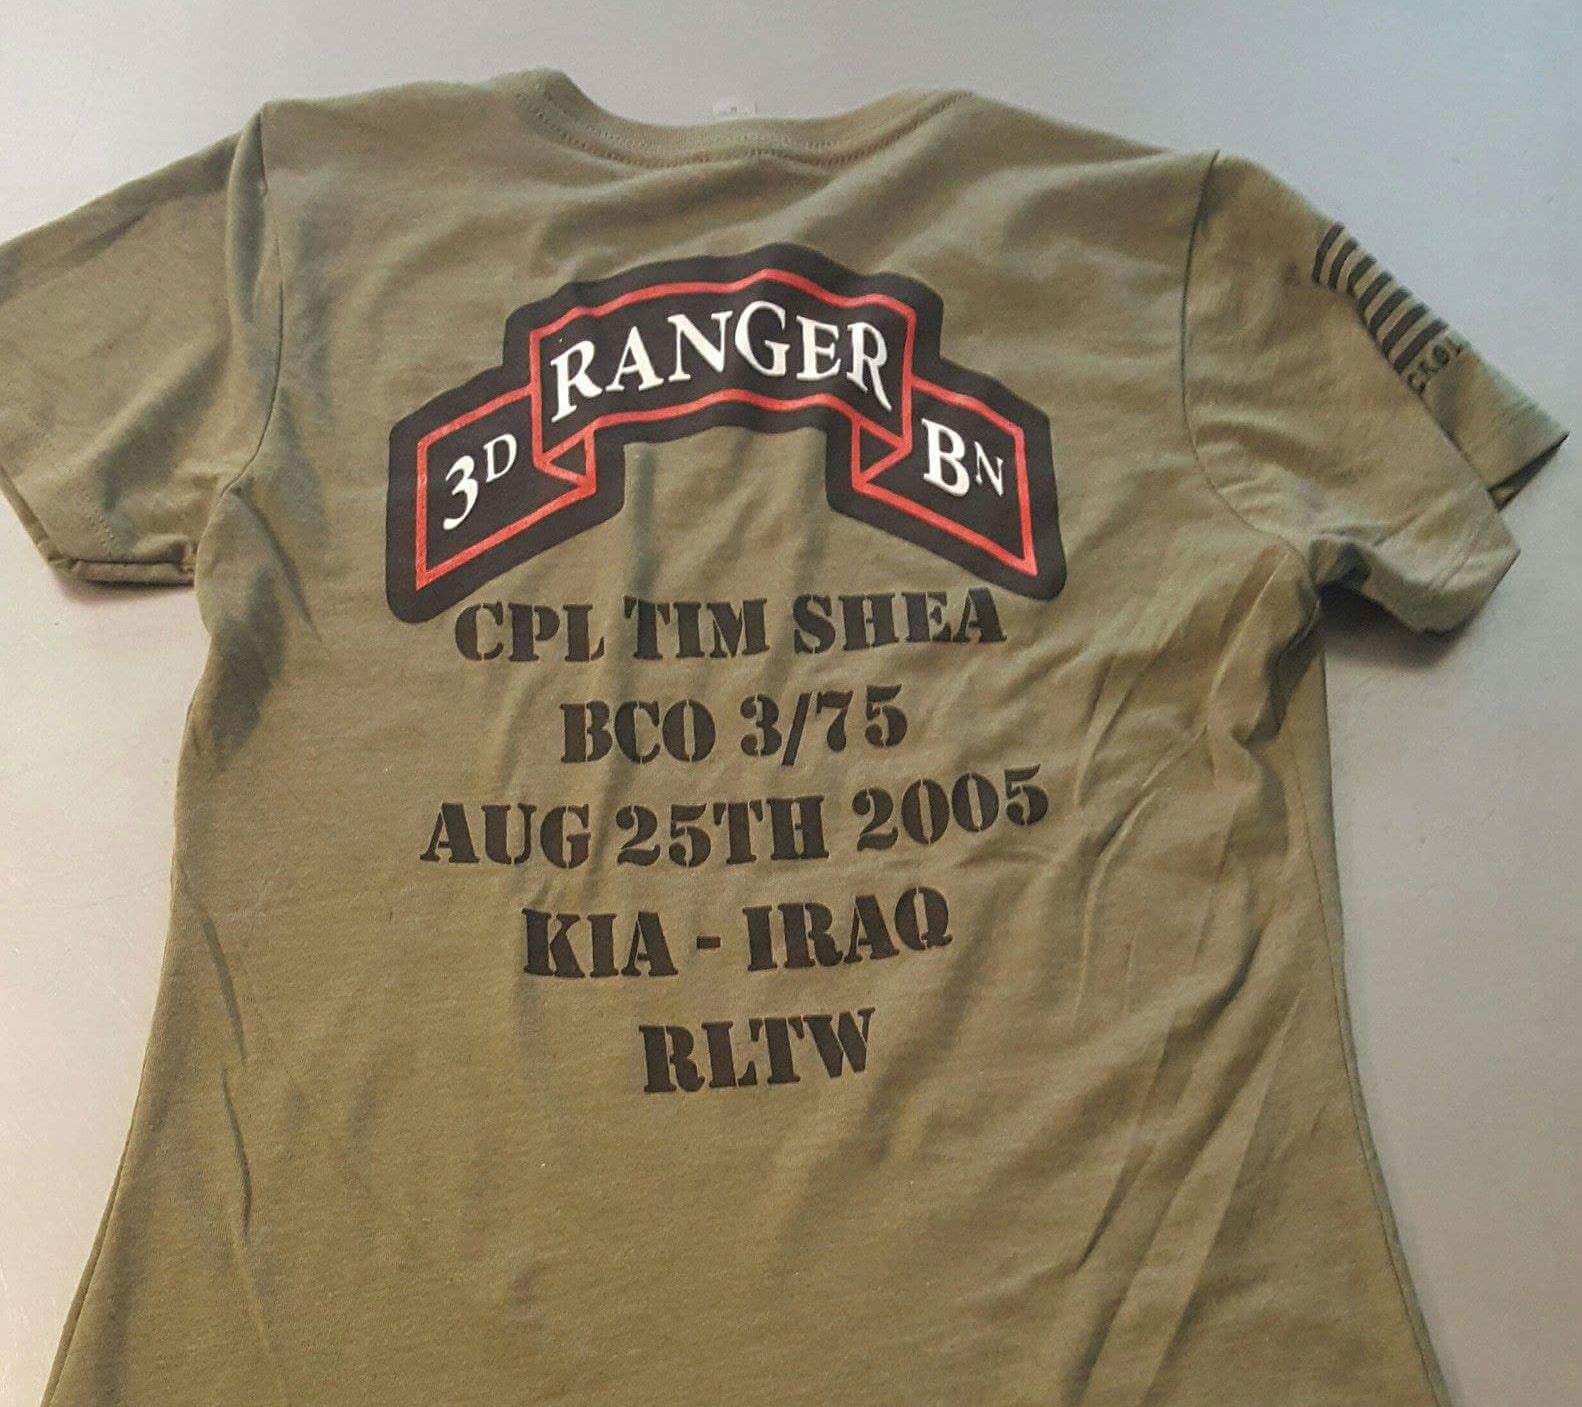 RANGER
3D BN
CPL TIM SHEA
BCO 3/75
AUG 25TH 2005
KIA - IRAQ
RLTW